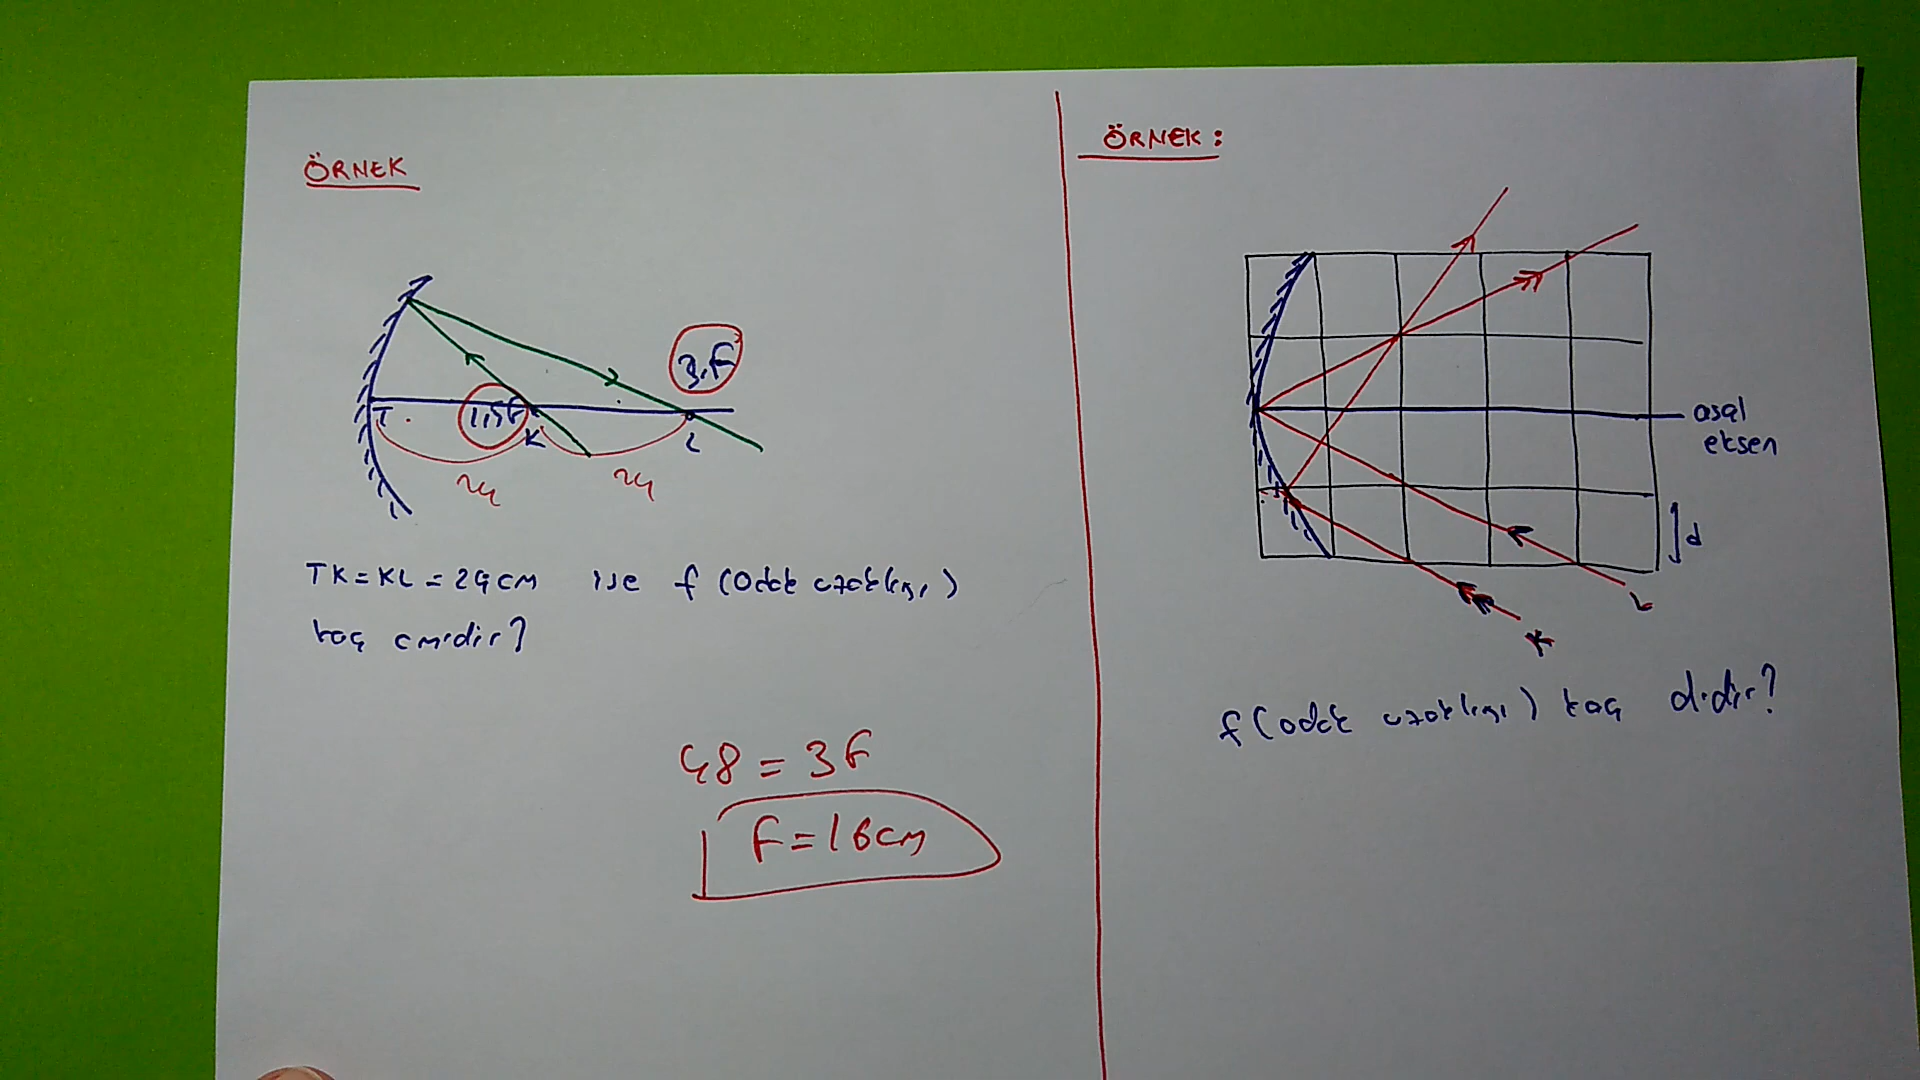 ÖRNEK
3.F
T
1,5F
K
L
24
24
TK = KL = 24 cm ise f (odak uzaklığı)
kaç cm'dir?
48 = 3F
F = 16 cm
ÖRNEK:
asal
eksen
d
L
K
f (odak uzaklığı) kaç d'dir?